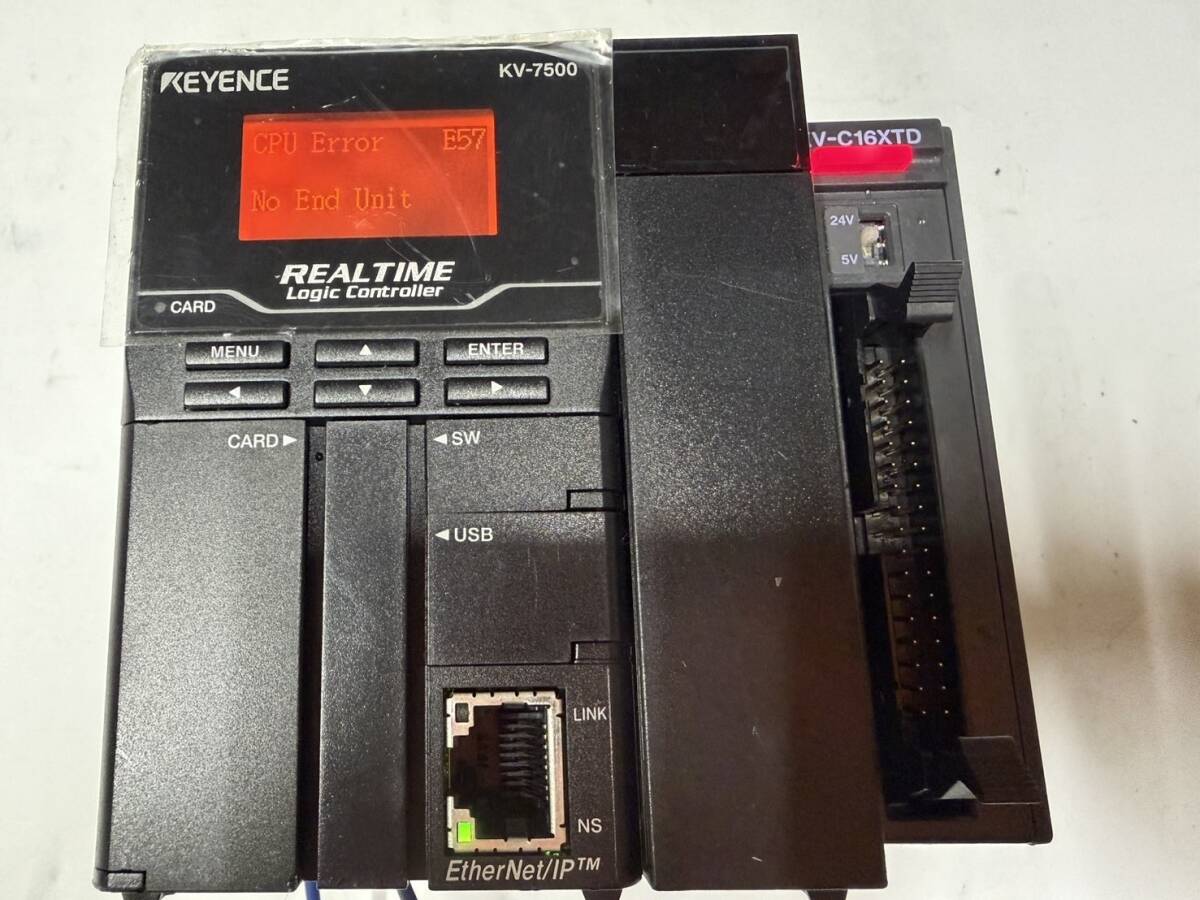 KEYENCE
KV-7500
CPU Error E57
No End Unit
REALTIME
Logic Controller
CARD
MENU ▲ ENTER
◀ ▼ ▶
CARD ▶
◀ SW
◀ USB
LINK
NS
EtherNet/IP™
V-C16XTD
24V
5V